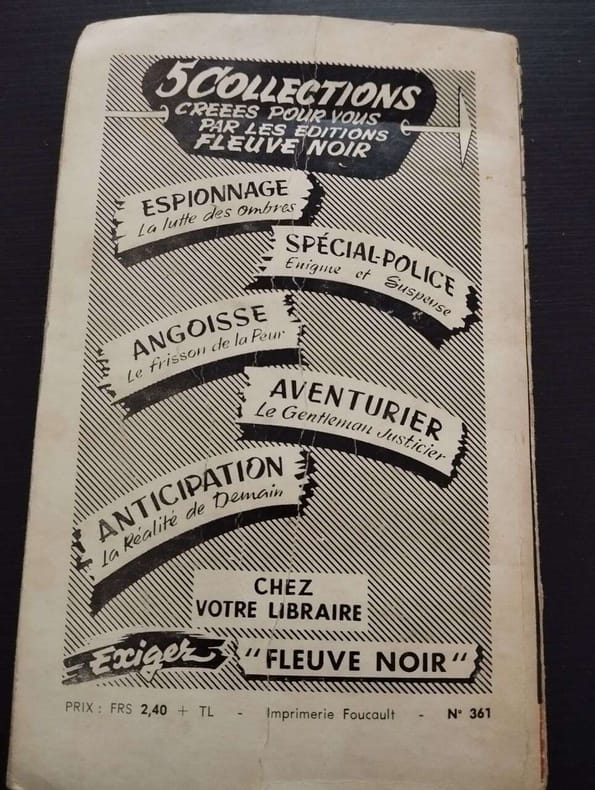 5 COLLECTIONS
CREEES POUR VOUS
PAR LES EDITIONS
FLEUVE NOIR
ESPIONNAGE
La lutte des Ombres
SPÉCIAL-POLICE
Enigme et Suspense
ANGOISSE
Le frisson de la Peur
AVENTURIER
Le Gentleman Justicier
ANTICIPATION
La Réalité de Demain
CHEZ
VOTRE LIBRAIRE
Exigez "FLEUVE NOIR"
PRIX : FRS 2,40 + TL - Imprimerie Foucault - N° 361